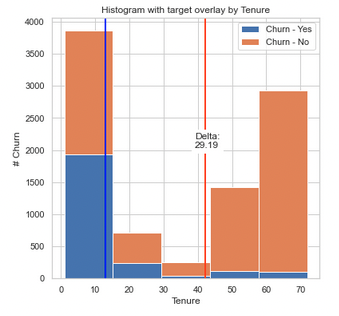 Histogram with target overlay by Tenure
Churn - Yes
Churn - No
Delta:
29.19
# Churn
4000
3500
3000
2500
2000
1500
1000
500
0
0 10 20 30 40 50 60 70
Tenure